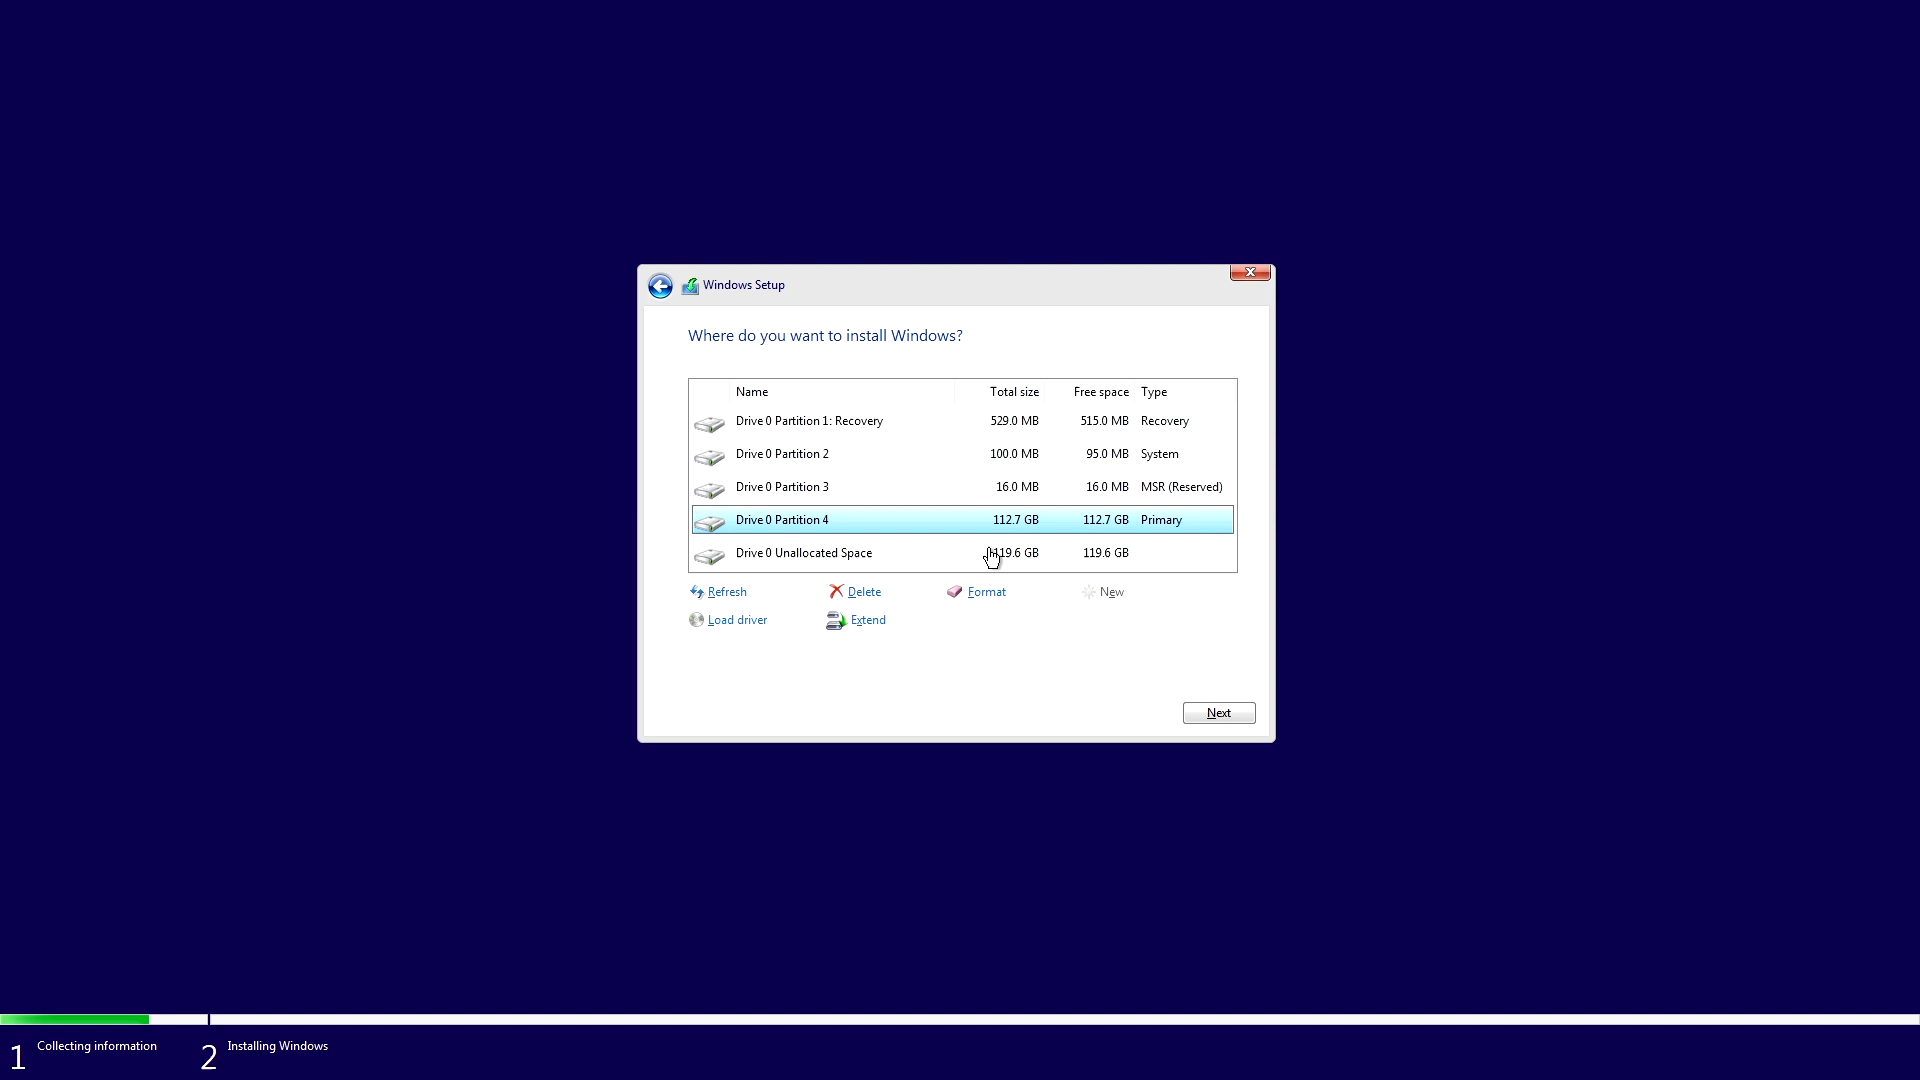 Windows Setup
Where do you want to install Windows?
Name Total size Free space Type
Drive 0 Partition 1: Recovery 529.0 MB 515.0 MB Recovery
Drive 0 Partition 2 100.0 MB 95.0 MB System
Drive 0 Partition 3 16.0 MB 16.0 MB MSR (Reserved)
Drive 0 Partition 4 112.7 GB 112.7 GB Primary
Drive 0 Unallocated Space 119.6 GB 119.6 GB
Refresh Delete Format New
Load driver Extend
Next
1 Collecting information 2 Installing Windows